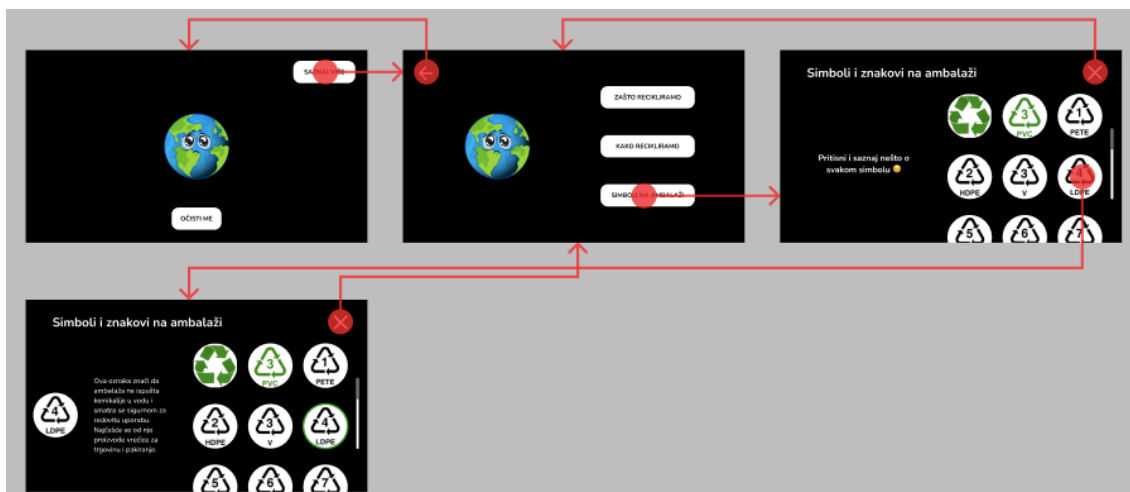 SAZNAJ VIŠE
OČISTI ME
ZAŠTO RECIKLIRAMO
KAKO RECIKLIRAMO
SIMBOLI NA AMBALAŽI
Simboli i znakovi na ambalaži
Pritisni i saznaj nešto o
svakom simbolu
3
PVC
1
PETE
2
HDPE
3
V
4
LDPE
5
6
7
Simboli i znakovi na ambalaži
4
LDPE
Ova oznaka znači da
ambalaža ne ispušta
kemikalije u vodu i
smatra se sigurnom za
redovitu uporabu.
Najčešće se od nje
proizvode vrećice za
trgovinu i pakiranje.
3
PVC
1
PETE
2
HDPE
3
V
4
LDPE
5
6
7